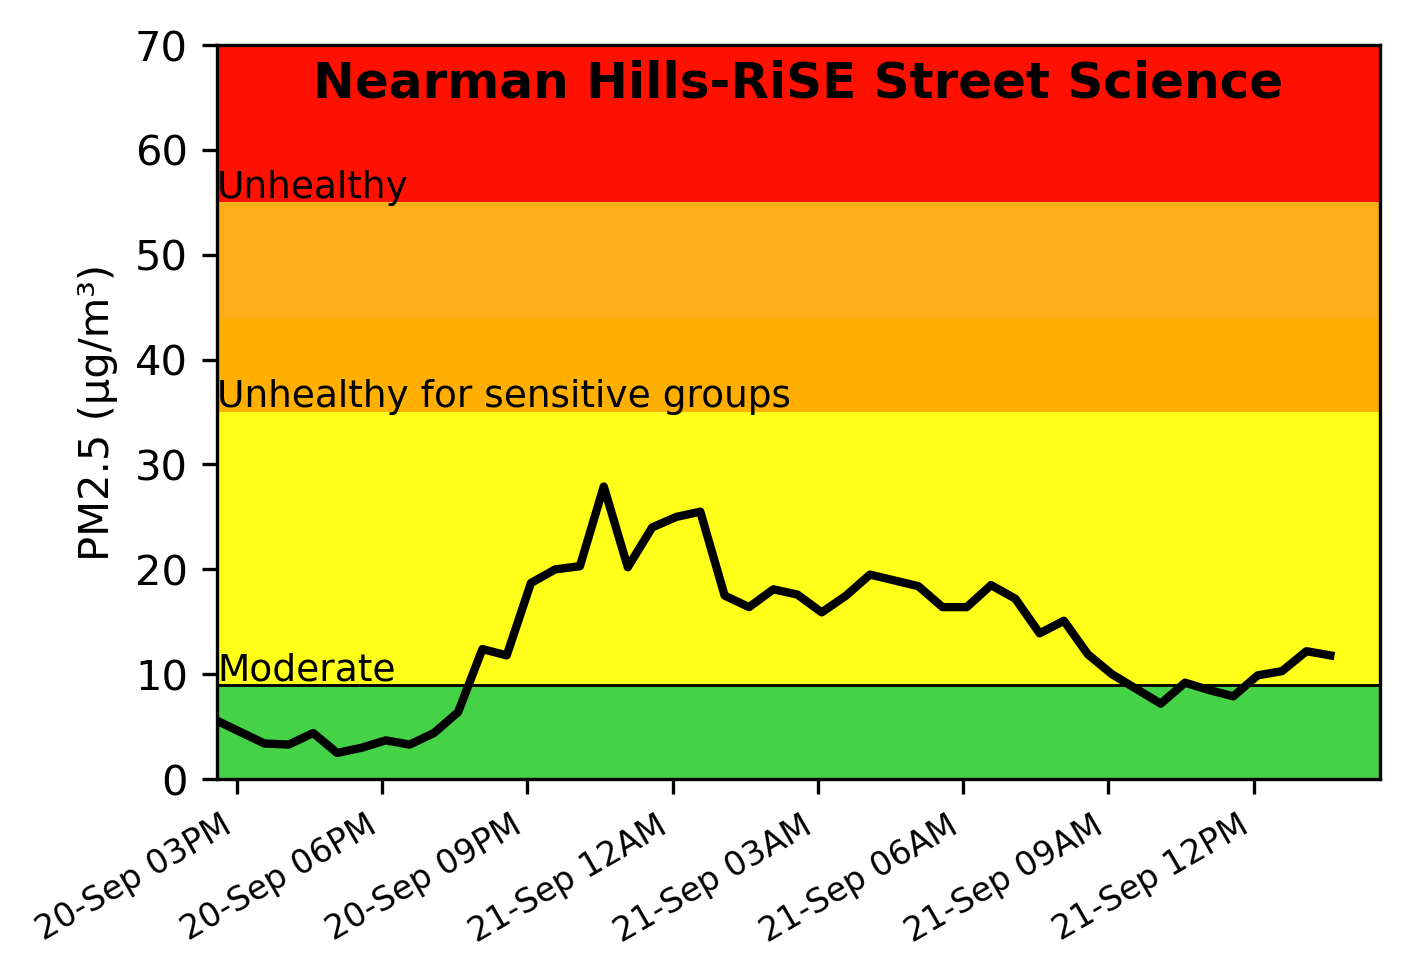 Nearman Hills-RiSE Street Science
PM2.5 (µg/m³)
70
60
50
40
30
20
10
0
Unhealthy
Unhealthy for sensitive groups
Moderate
20-Sep 03PM
20-Sep 06PM
20-Sep 09PM
21-Sep 12AM
21-Sep 03AM
21-Sep 06AM
21-Sep 09AM
21-Sep 12PM